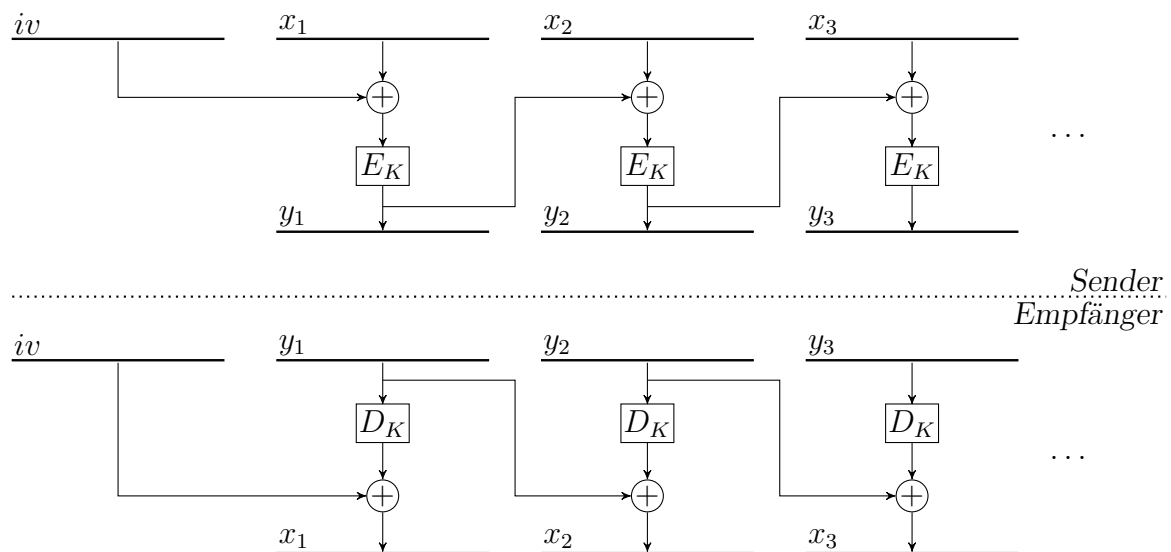 iv x₁ x₂ x₃
+ + +
. . .
E_K E_K E_K
y₁ y₂ y₃
Sender
Empfänger
iv y₁ y₂ y₃
D_K D_K D_K
. . .
+ + +
x₁ x₂ x₃